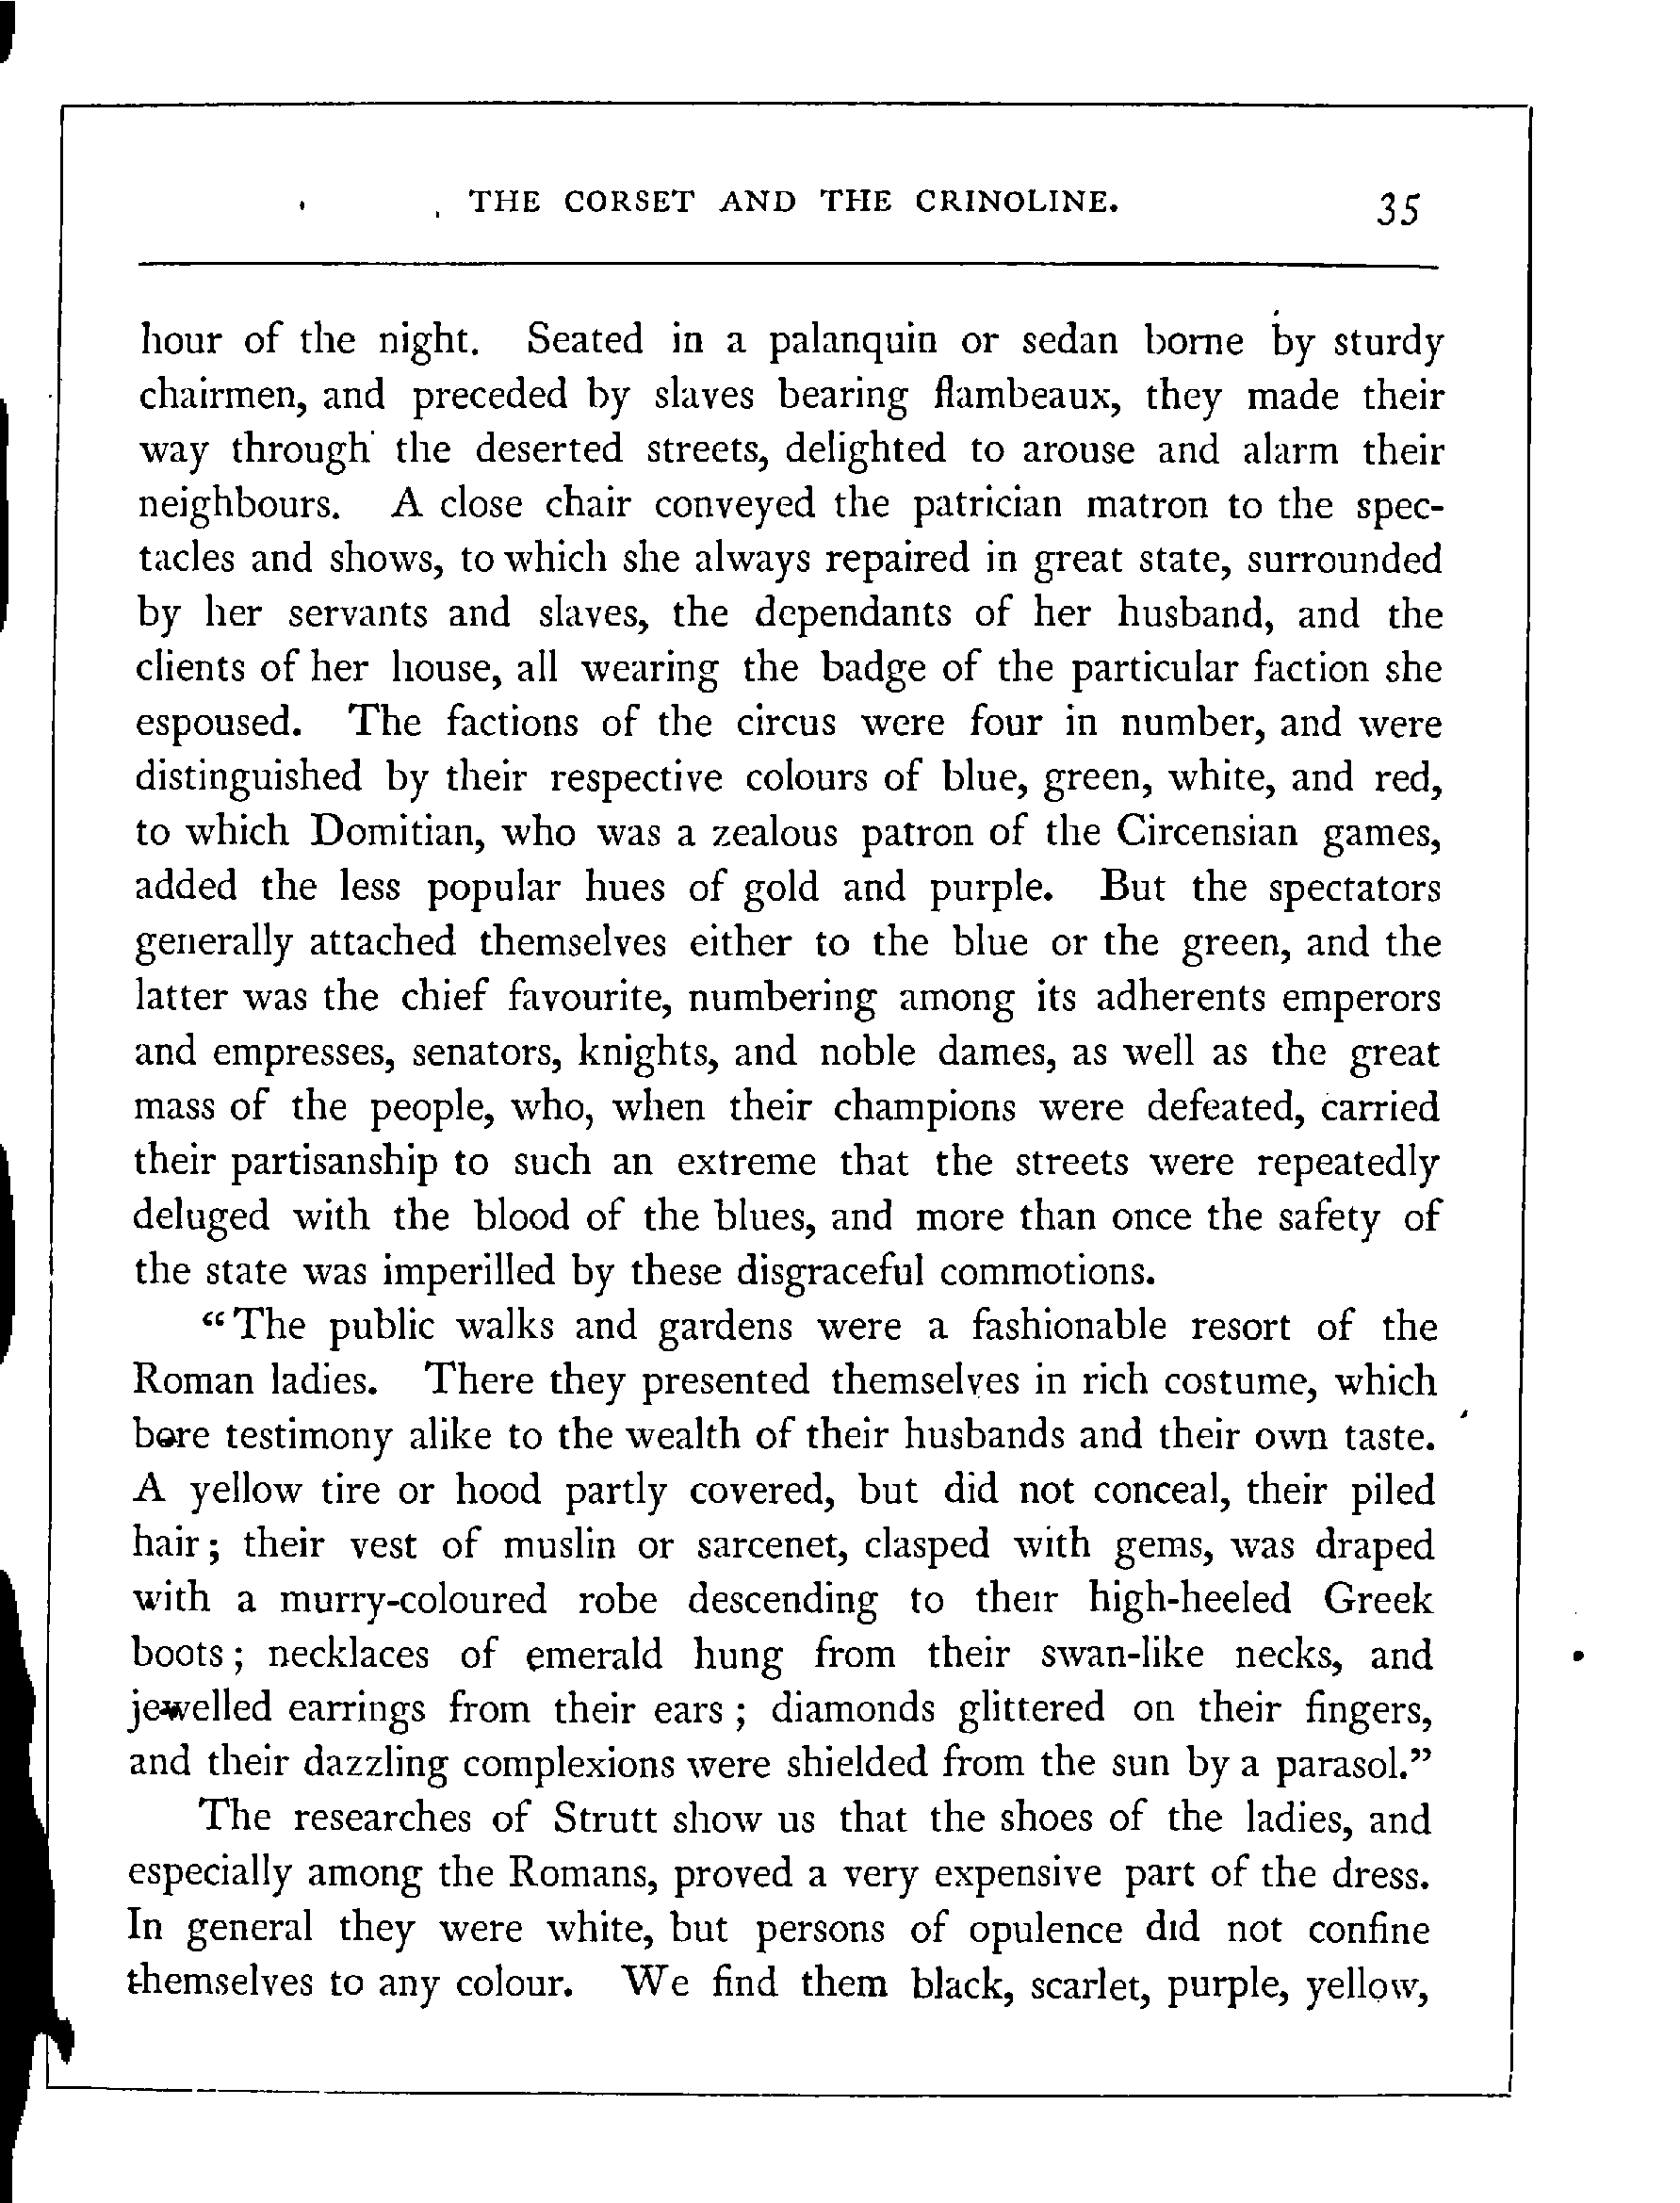 THE CORSET AND THE CRINOLINE. 35
hour of the night. Seated in a palanquin or sedan borne by sturdy
chairmen, and preceded by slaves bearing flambeaux, they made their
way through the deserted streets, delighted to arouse and alarm their
neighbours. A close chair conveyed the patrician matron to the spec-
tacles and shows, to which she always repaired in great state, surrounded
by her servants and slaves, the dependants of her husband, and the
clients of her house, all wearing the badge of the particular faction she
espoused. The factions of the circus were four in number, and were
distinguished by their respective colours of blue, green, white, and red,
to which Domitian, who was a zealous patron of the Circensian games,
added the less popular hues of gold and purple. But the spectators
generally attached themselves either to the blue or the green, and the
latter was the chief favourite, numbering among its adherents emperors
and empresses, senators, knights, and noble dames, as well as the great
mass of the people, who, when their champions were defeated, carried
their partisanship to such an extreme that the streets were repeatedly
deluged with the blood of the blues, and more than once the safety of
the state was imperilled by these disgraceful commotions.
“The public walks and gardens were a fashionable resort of the
Roman ladies. There they presented themselves in rich costume, which
bore testimony alike to the wealth of their husbands and their own taste.
A yellow tire or hood partly covered, but did not conceal, their piled
hair; their vest of muslin or sarcenet, clasped with gems, was draped
with a murry-coloured robe descending to their high-heeled Greek
boots; necklaces of emerald hung from their swan-like necks, and
jewelled earrings from their ears; diamonds glittered on their fingers,
and their dazzling complexions were shielded from the sun by a parasol.”
The researches of Strutt show us that the shoes of the ladies, and
especially among the Romans, proved a very expensive part of the dress.
In general they were white, but persons of opulence did not confine
themselves to any colour. We find them black, scarlet, purple, yellow,